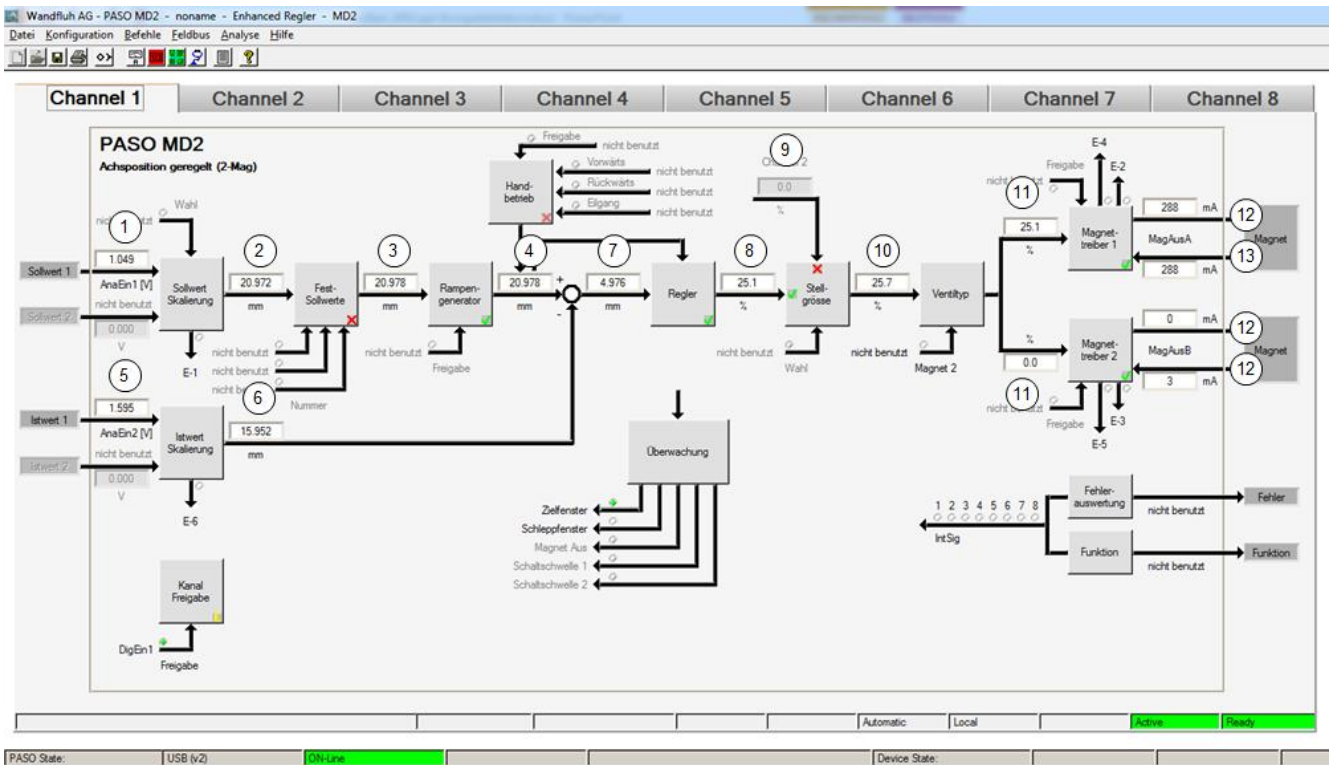 Wandfluh AG - PASO MD2 - noname - Enhanced Regler - MD2
Datei Konfiguration Befehle Feldbus Analyse Hilfe
Channel 1 Channel 2 Channel 3 Channel 4 Channel 5 Channel 6 Channel 7 Channel 8
PASO MD2
Achsposition geregelt (2-Mag)
Freigabe
nicht benutzt
Hand-
betrieb
Vorwärts
nicht benutzt
Rückwärts
nicht benutzt
Eilgang
nicht benutzt
9
0.0
%
Wahl
1
Sollwert 1
1.049
AnaEin1 [V]
nicht benutzt
Sollwert 2
0.000
V
Sollwert
Skalierung
E-1
2
20.972
mm
Fest-
Sollwerte
nicht benutzt
nicht benutzt
Nummer
3
20.978
mm
Rampen-
generator
nicht benutzt
Freigabe
4
20.978
mm
+
-
7
4.976
mm
Regler
8
25.1
%
Stell-
grösse
nicht benutzt
Wahl
10
25.7
%
Ventiltyp
nicht benutzt
Magnet 2
11
Freigabe
25.1
%
Magnet-
treiber 1
E-4
E-2
288 mA
12
MagAusA
Magnet
13
288 mA
%
0.0
11
Freigabe
Magnet-
treiber 2
E-5
E-3
0 mA
12
MagAusB
Magnet
12
3 mA
5
Istwert 1
1.595
AnaEin2 [V]
nicht benutzt
Istwert 2
0.000
V
Istwert
Skalierung
E-6
6
15.952
mm
Überwachung
Zielfenster
Schleppfenster
Magnet Aus
Schaltschwelle 1
Schaltschwelle 2
1 2 3 4 5 6 7 8
IntSig
Fehler-
auswertung
nicht benutzt
Fehler
Funktion
nicht benutzt
Funktion
Kanal
Freigabe
DigEin1
Freigabe
Automatic Local Active Ready
PASO State: USB (v2) ON-Line Device State: